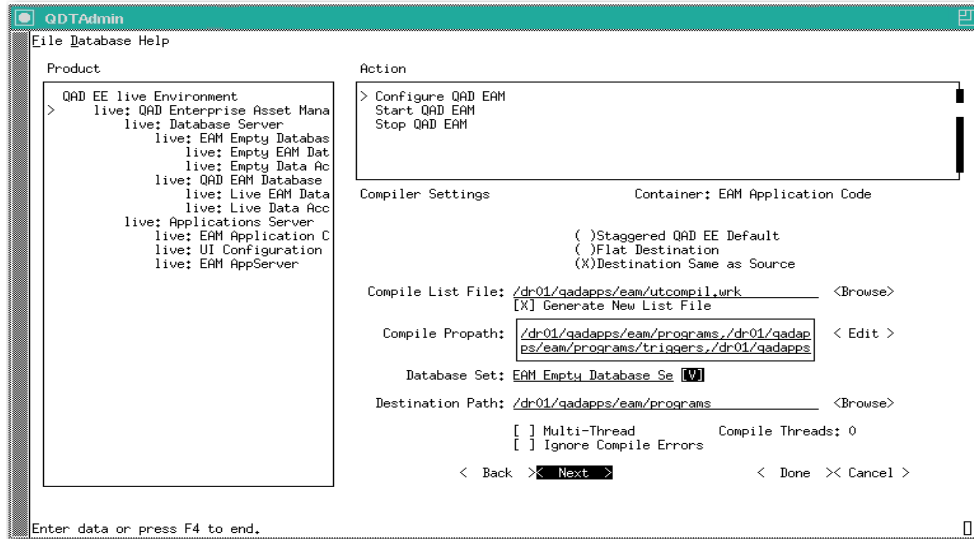 QDTAdmin
File Database Help
Product
QAD EE live Environment
> live: QAD Enterprise Asset Mana
live: Database Server
live: EAM Empty Databas
live: Empty EAM Dat
live: Empty Data Ac
live: QAD EAM Database
live: Live EAM Data
live: Live Data Acc
live: Applications Server
live: EAM Application C
live: UI Configuration
live: EAM AppServer
Action
> Configure QAD EAM
Start QAD EAM
Stop QAD EAM
Compiler Settings Container: EAM Application Code
( )Staggered QAD EE Default
( )Flat Destination
(X)Destination Same as Source
Compile List File: /dr01/qadapps/eam/utcompil.wrk <Browse>
[X] Generate New List File
Compile Propath: /dr01/qadapps/eam/programs,/dr01/qadap < Edit >
ps/eam/programs/triggers,/dr01/qadapps
Database Set: EAM Empty Database Se [V]
Destination Path: /dr01/qadapps/eam/programs <Browse>
[ ] Multi-Thread Compile Threads: 0
[ ] Ignore Compile Errors
< Back >< Next > < Done >< Cancel >
Enter data or press F4 to end.